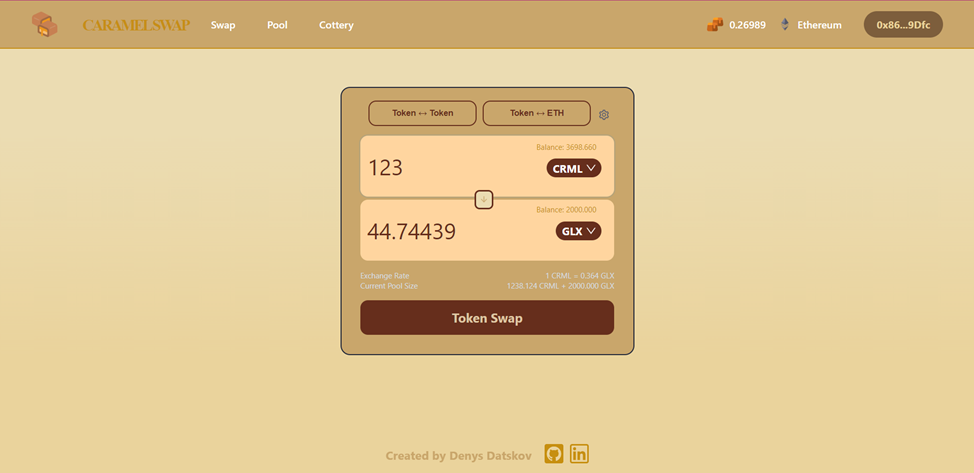 CARAMELSWAP Swap Pool Cottery 0.26989 Ethereum 0x86...9Dfc
Token ↔ Token Token ↔ ETH
Balance: 3698.660
123 CRML
Balance: 2000.000
44.74439 GLX
Exchange Rate 1 CRML = 0.364 GLX
Current Pool Size 1238.124 CRML + 2000.000 GLX
Token Swap
Created by Denys Datskov